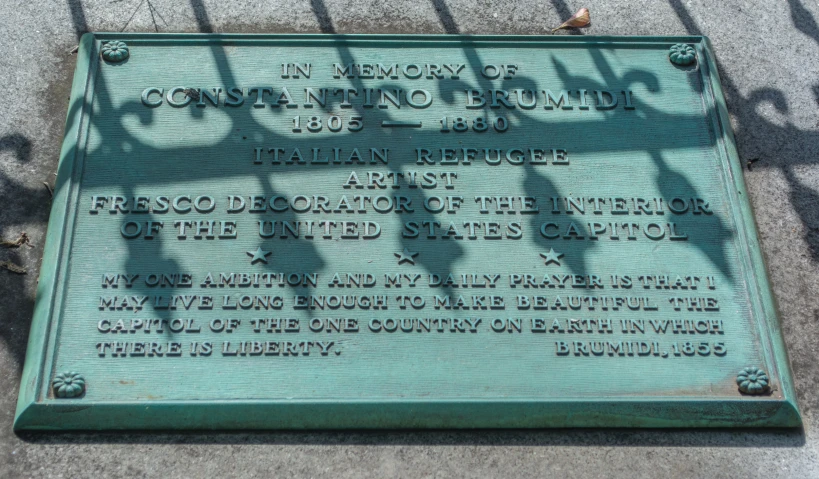 IN MEMORY OF
CONSTANTINO BRUMIDI
1805 — 1880
ITALIAN REFUGEE
ARTIST
FRESCO DECORATOR OF THE INTERIOR
OF THE UNITED STATES CAPITOL
MY ONE AMBITION AND MY DAILY PRAYER IS THAT I
MAY LIVE LONG ENOUGH TO MAKE BEAUTIFUL THE
CAPITOL OF THE ONE COUNTRY ON EARTH IN WHICH
THERE IS LIBERTY. BRUMIDI, 1855